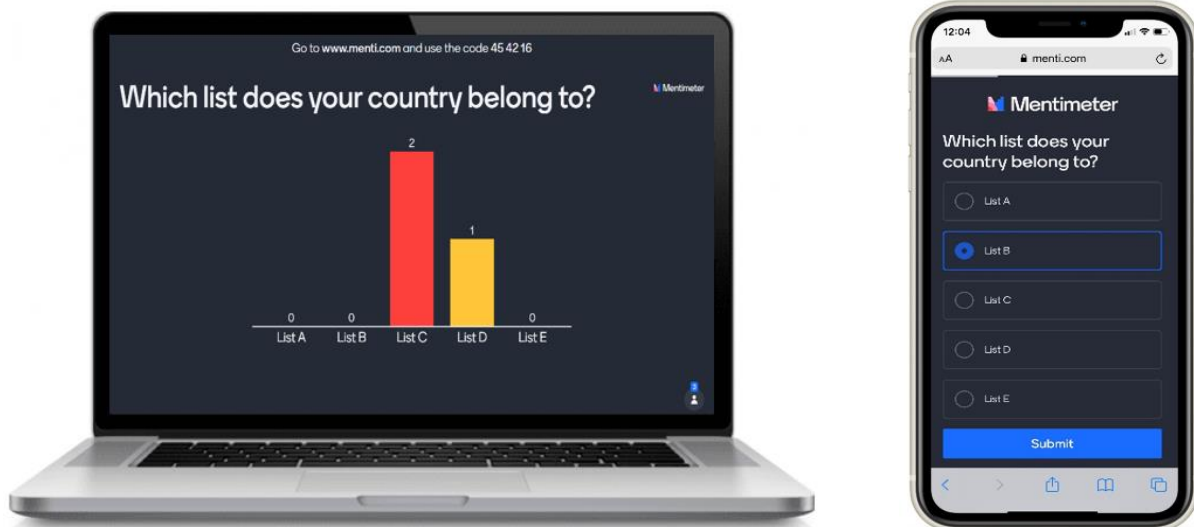 Go to www.menti.com and use the code 45 42 16
Which list does your country belong to?
Mentimeter
2
1
0
0
0
List A
List B
List C
List D
List E
3
12:04
AA
menti.com
Mentimeter
Which list does your
country belong to?
List A
List B
List C
List D
List E
Submit